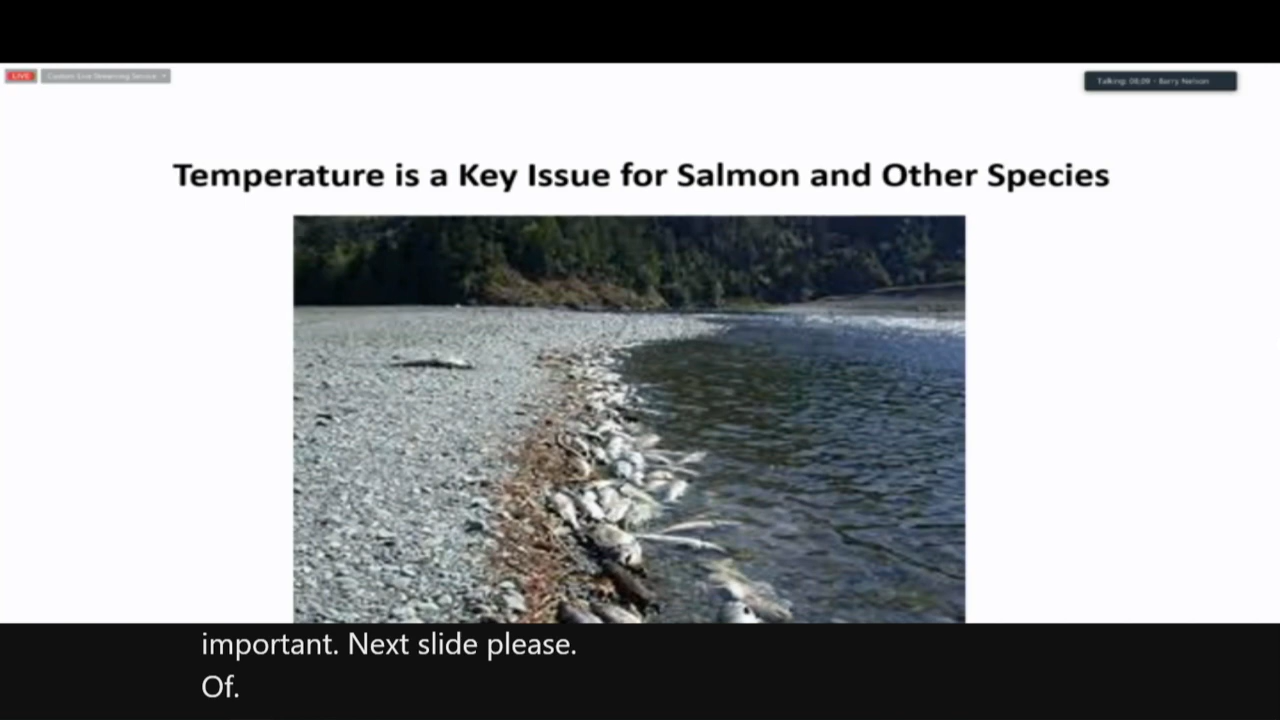 LIVE
Custom Live Streaming Service
Talking: 08;09 - Barry Nelson
Temperature is a Key Issue for Salmon and Other Species
important. Next slide please.
Of.